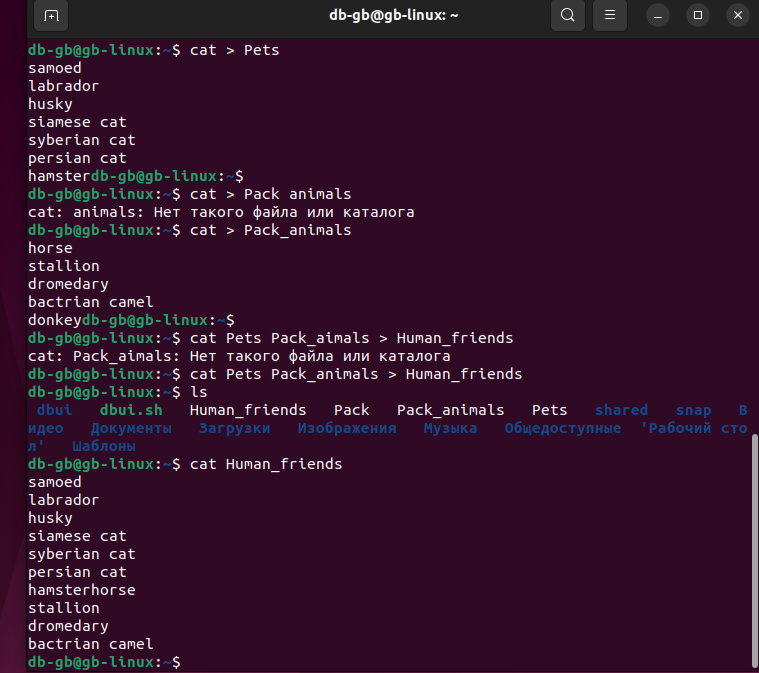 db-gb@gb-linux: ~
db-gb@gb-linux:~$ cat > Pets
samoed
labrador
husky
siamese cat
syberian cat
persian cat
hamsterdb-gb@gb-linux:~$
db-gb@gb-linux:~$ cat > Pack animals
cat: animals: Нет такого файла или каталога
db-gb@gb-linux:~$ cat > Pack_animals
horse
stallion
dromedary
bactrian camel
donkeydb-gb@gb-linux:~$
db-gb@gb-linux:~$ cat Pets Pack_aimals > Human_friends
cat: Pack_aimals: Нет такого файла или каталога
db-gb@gb-linux:~$ cat Pets Pack_animals > Human_friends
db-gb@gb-linux:~$ ls
dbui dbui.sh Human_friends Pack Pack_animals Pets shared snap В
идео Документы Загрузки Изображения Музыка Общедоступные 'Рабочий сто
л' Шаблоны
db-gb@gb-linux:~$ cat Human_friends
samoed
labrador
husky
siamese cat
syberian cat
persian cat
hamsterhorse
stallion
dromedary
bactrian camel
db-gb@gb-linux:~$